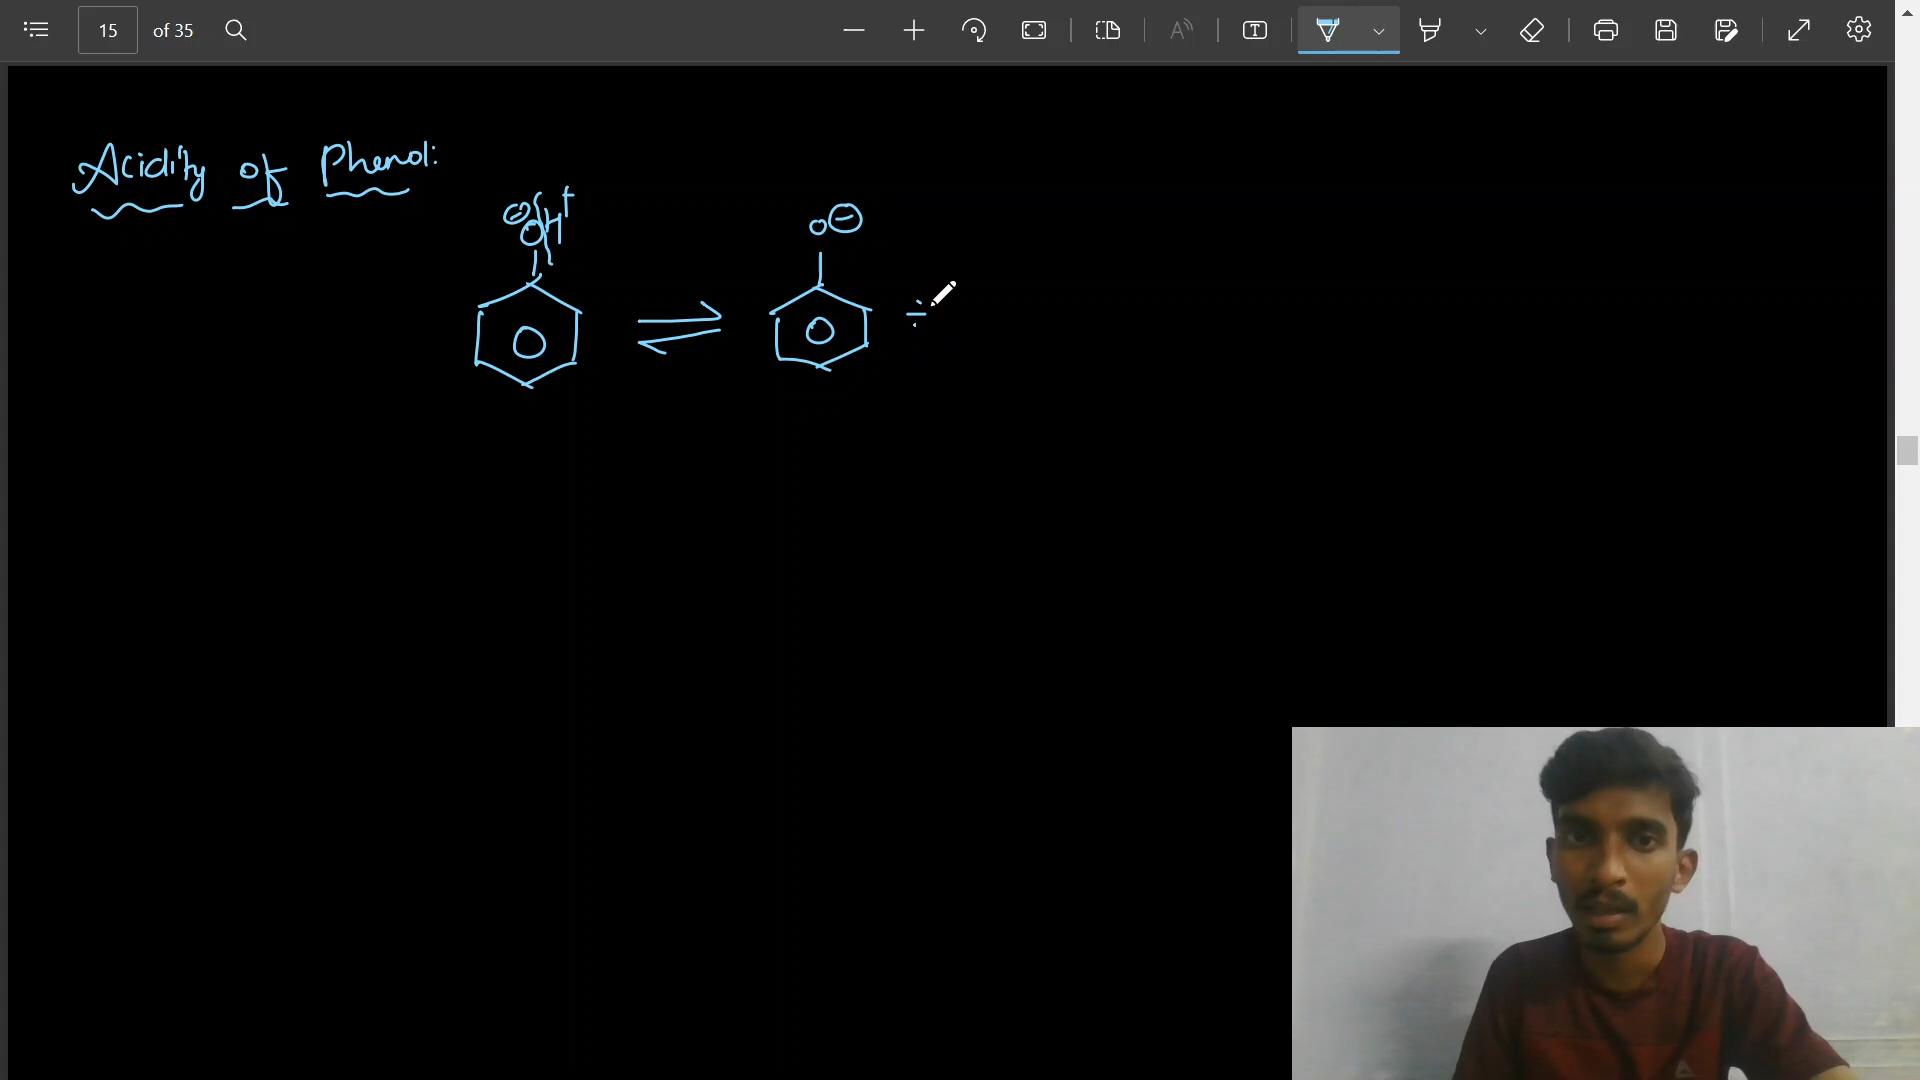 15 of 35
Acidity of Phenol:
⊖OH+
O⊖